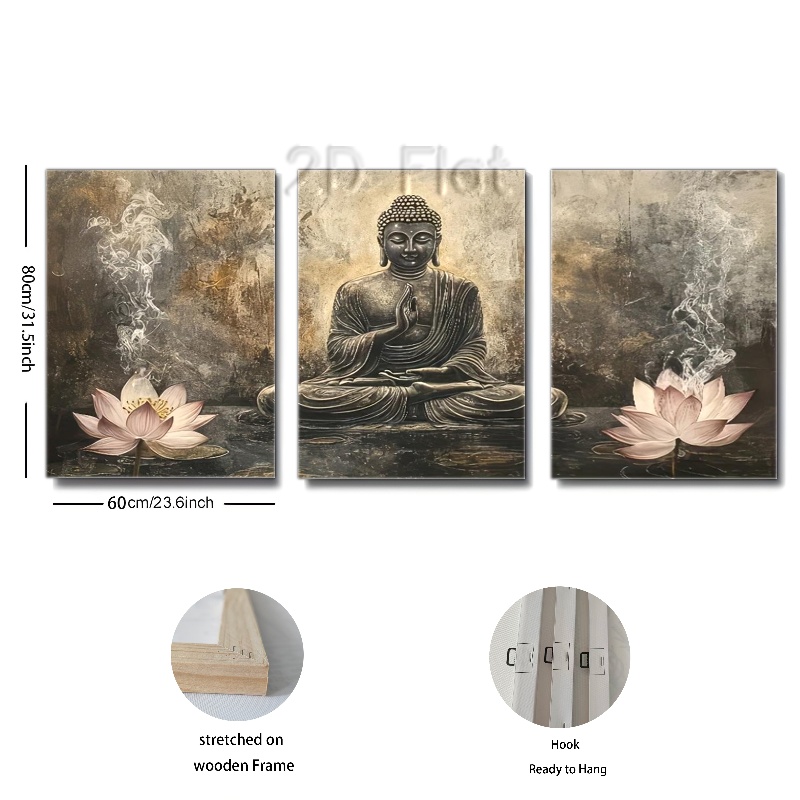 2D Flat
80cm/31.5inch
60cm/23.6inch
stretched on
wooden Frame
Hook
Ready to Hang